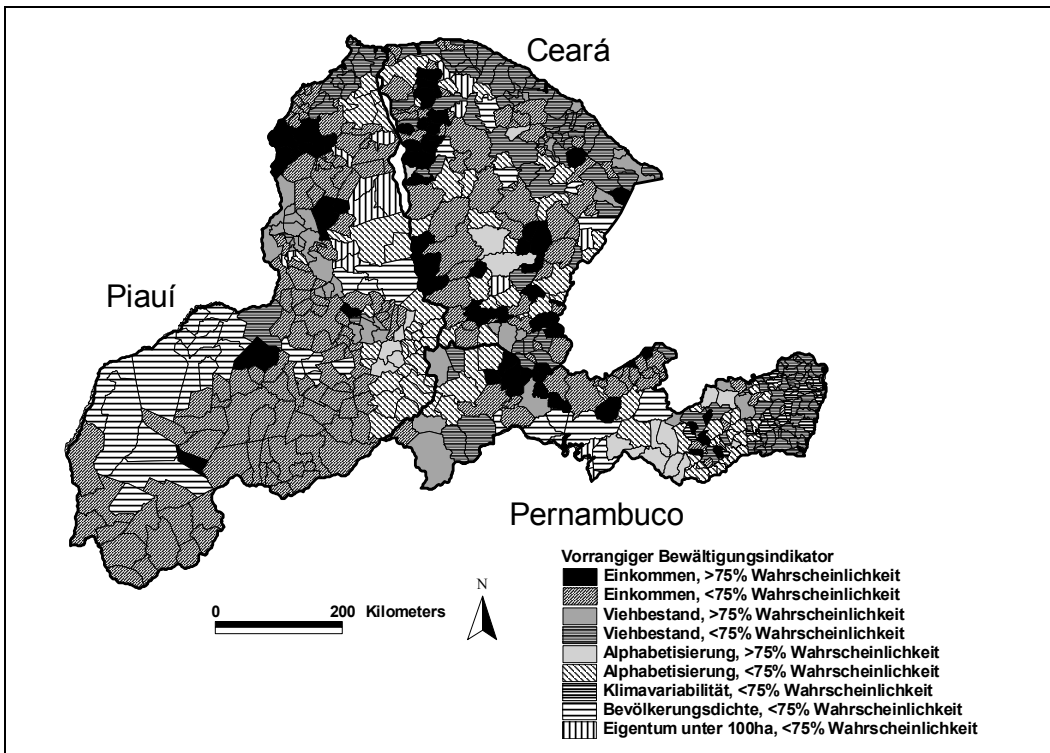 Ceará
Piauí
Pernambuco
Vorrangiger Bewältigungsindikator
Einkommen, >75% Wahrscheinlichkeit
Einkommen, <75% Wahrscheinlichkeit
Viehbestand, >75% Wahrscheinlichkeit
Viehbestand, <75% Wahrscheinlichkeit
Alphabetisierung, >75% Wahrscheinlichkeit
Alphabetisierung, <75% Wahrscheinlichkeit
Klimavariabilität, <75% Wahrscheinlichkeit
Bevölkerungsdichte, <75% Wahrscheinlichkeit
Eigentum unter 100ha, <75% Wahrscheinlichkeit
N
0 200 Kilometers